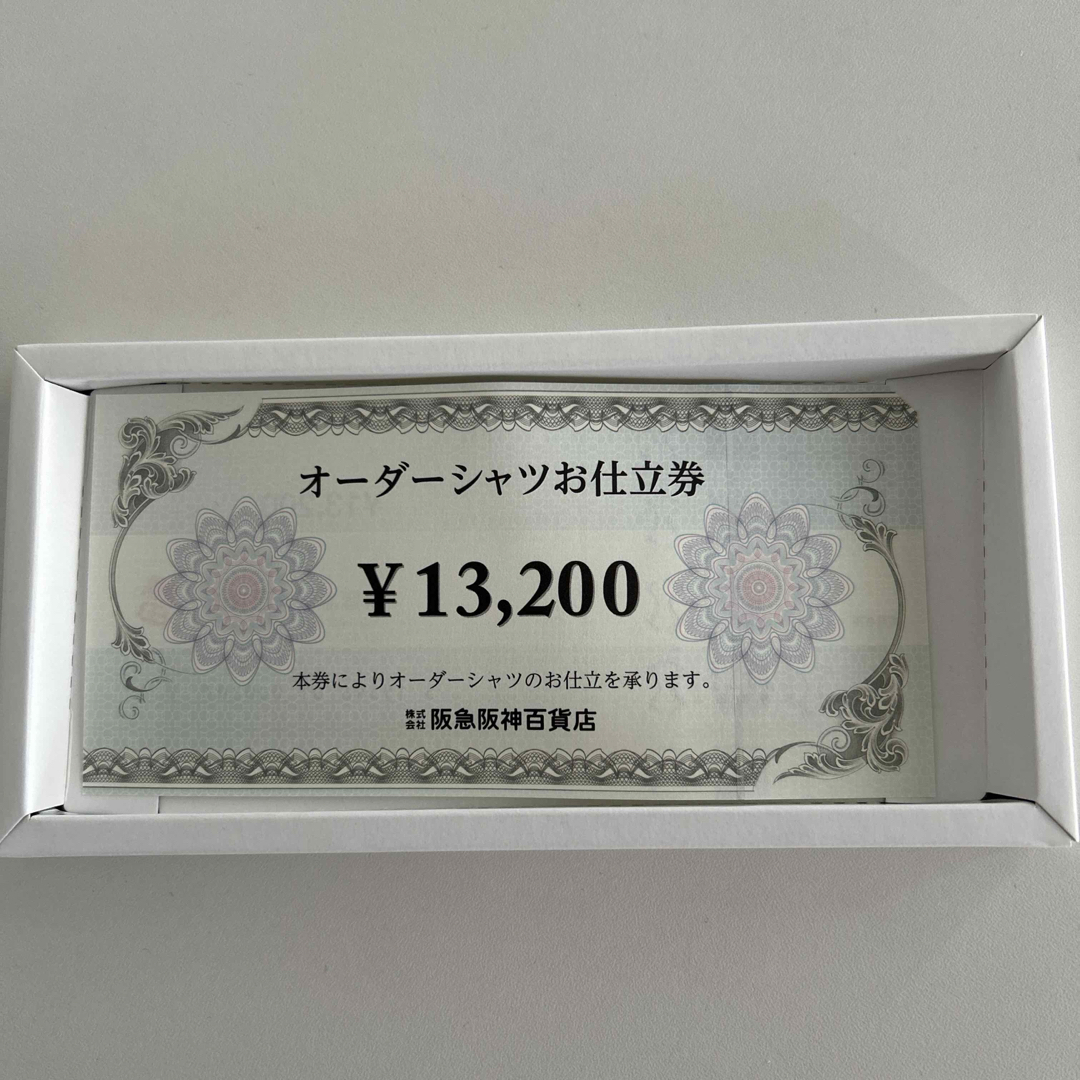 オーダーシャツお仕立券
¥13,200
本券によりオーダーシャツのお仕立を承ります。
株式会社 阪急阪神百貨店